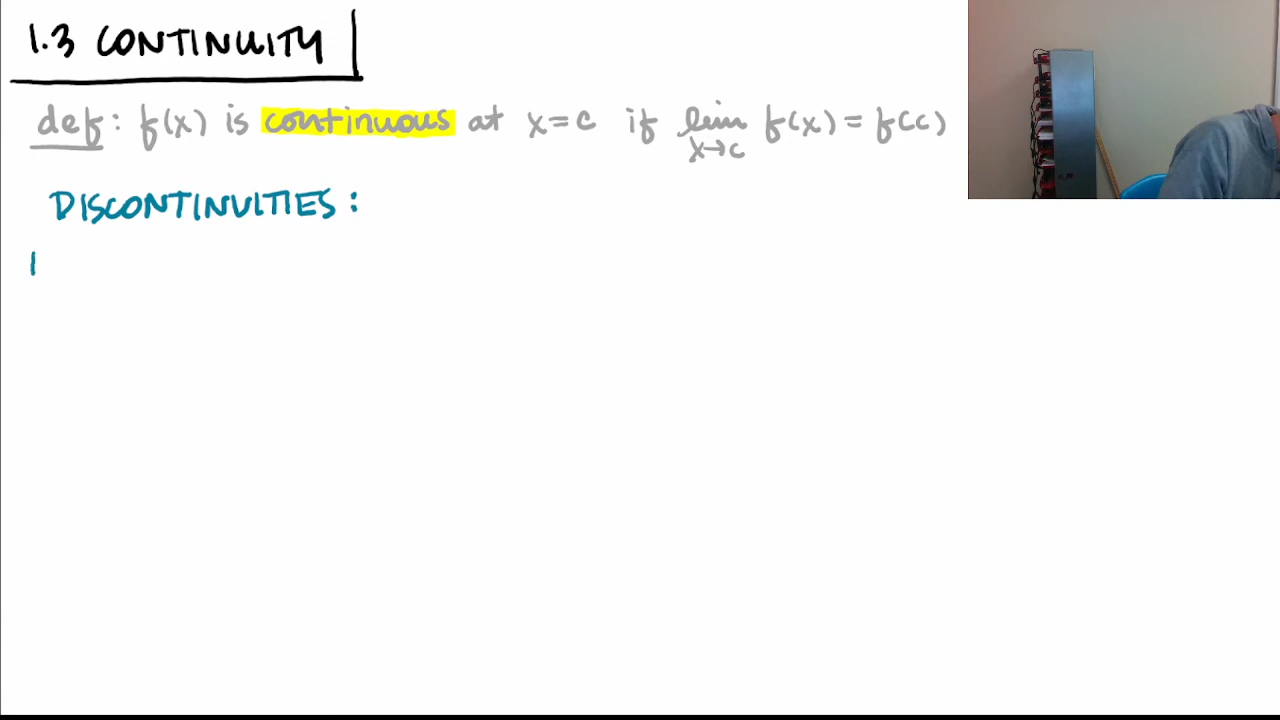 1.3 CONTINUITY
def: f(x) is continuous at x=c if lim x→c f(x) = f(c)
DISCONTINUITIES: